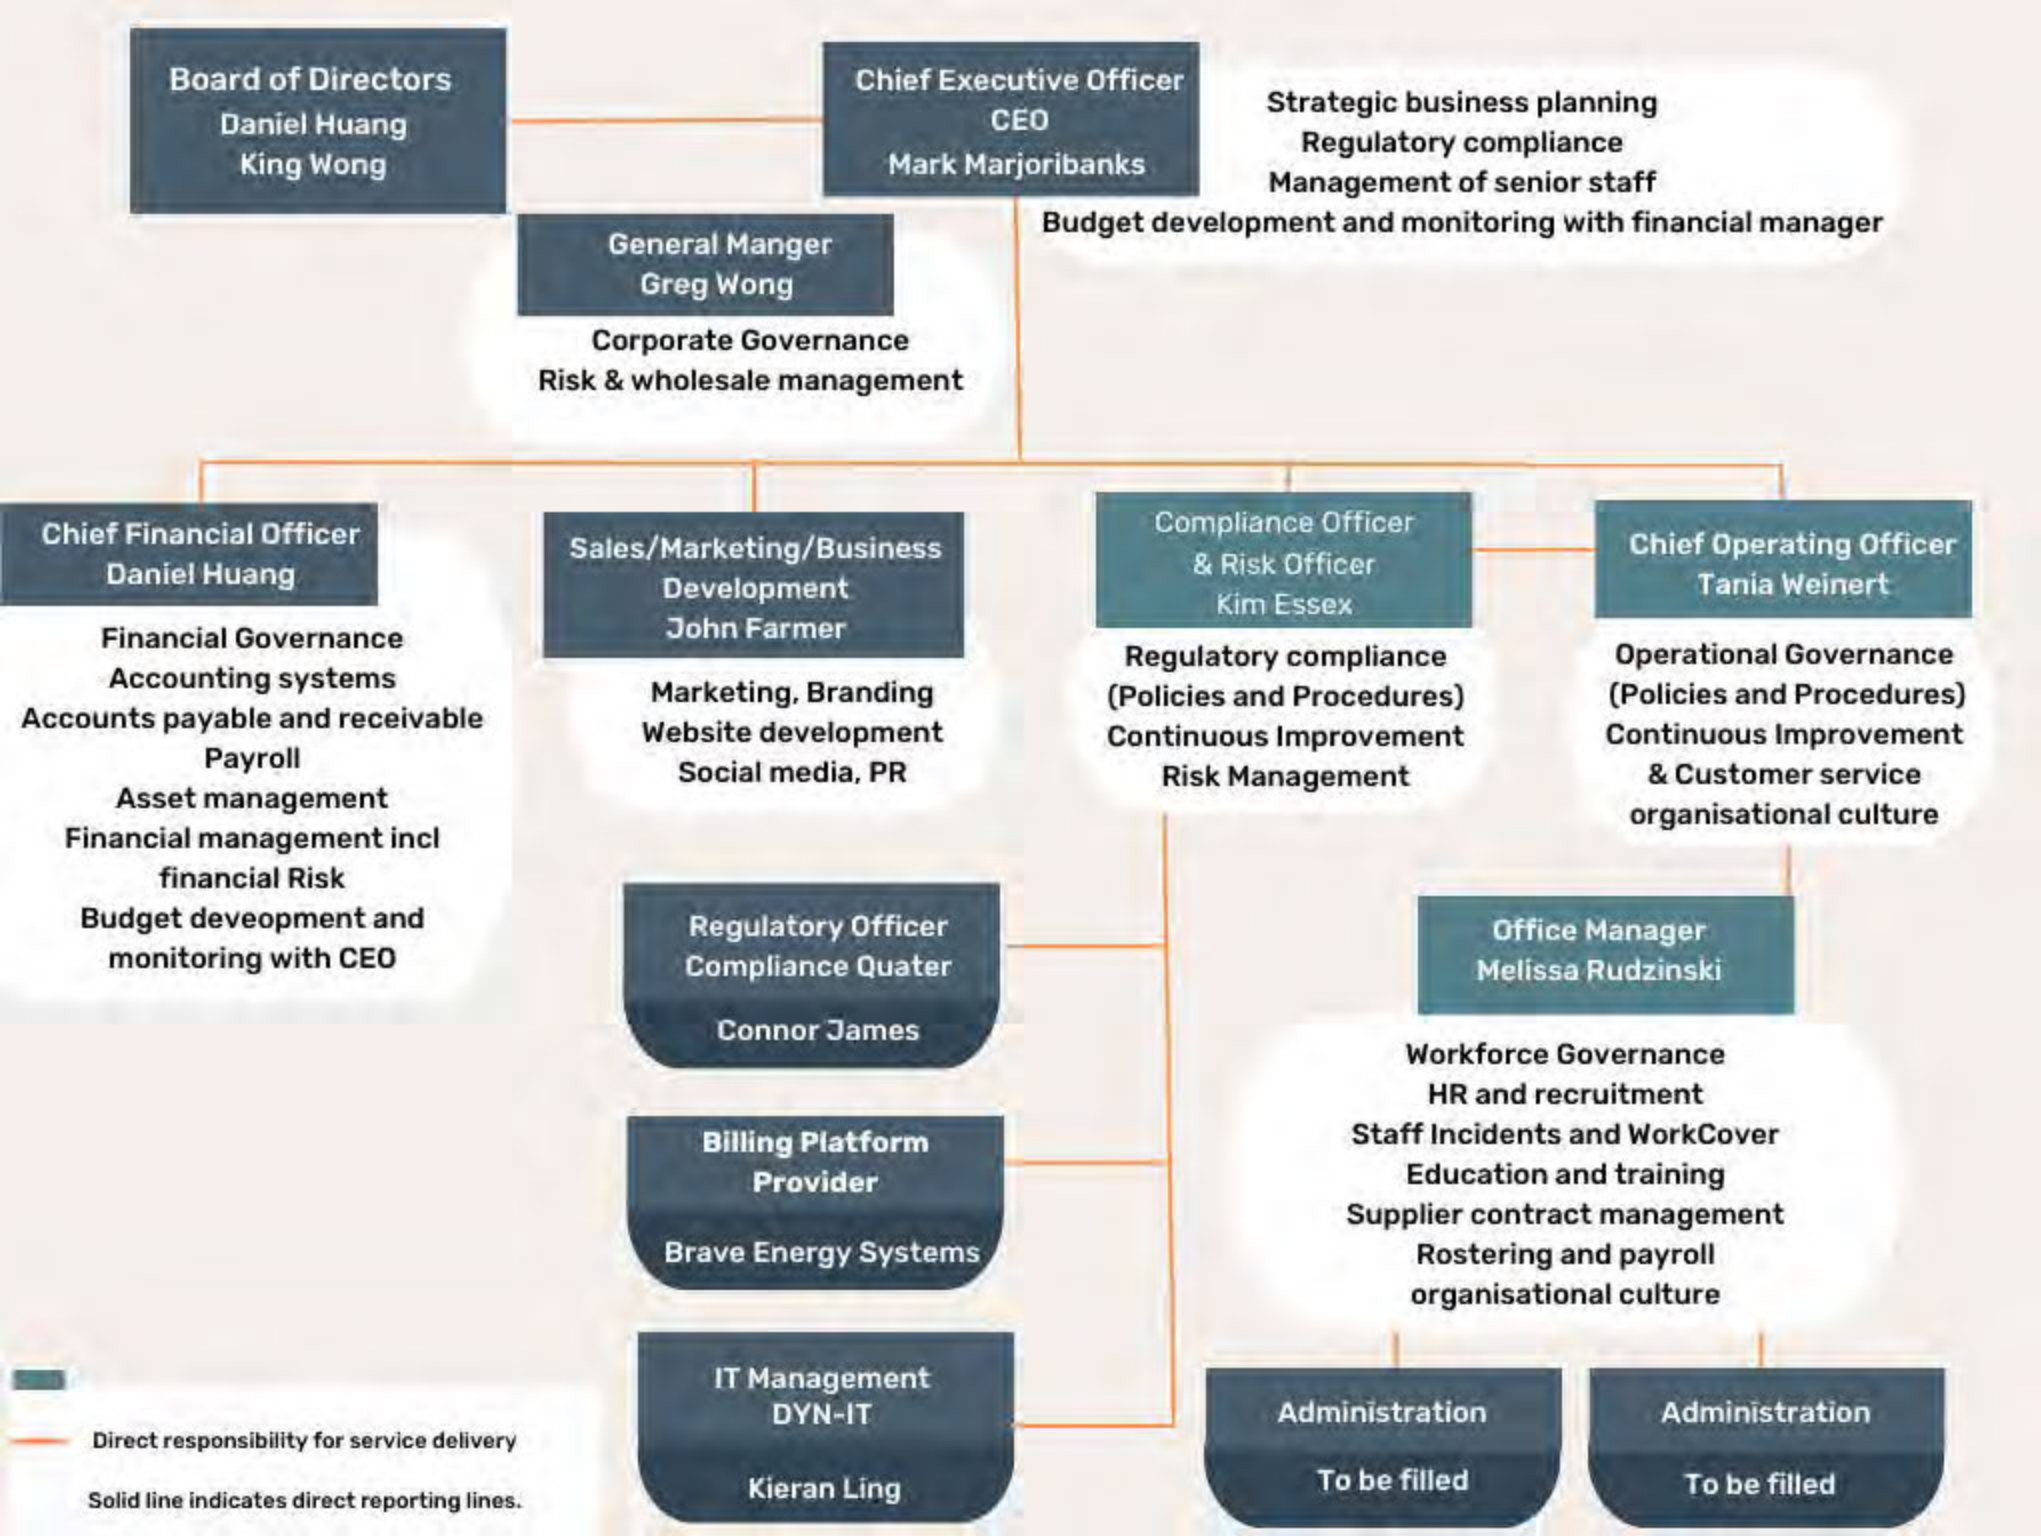 Board of Directors
Daniel Huang
King Wong
Chief Executive Officer
CEO
Mark Marjoribanks
Strategic business planning
Regulatory compliance
Management of senior staff
Budget development and monitoring with financial manager
General Manger
Greg Wong
Corporate Governance
Risk & wholesale management
Chief Financial Officer
Daniel Huang
Financial Governance
Accounting systems
Accounts payable and receivable
Payroll
Asset management
Financial management incl
financial Risk
Budget deveopment and
monitoring with CEO
Sales/Marketing/Business
Development
John Farmer
Marketing, Branding
Website development
Social media, PR
Compliance Officer
& Risk Officer
Kim Essex
Regulatory compliance
(Policies and Procedures)
Continuous Improvement
Risk Management
Chief Operating Officer
Tania Weinert
Operational Governance
(Policies and Procedures)
Continuous Improvement
& Customer service
organisational culture
Regulatory Officer
Compliance Quater
Connor James
Billing Platform
Provider
Brave Energy Systems
IT Management
DYN-IT
Kieran Ling
Office Manager
Melissa Rudzinski
Workforce Governance
HR and recruitment
Staff Incidents and WorkCover
Education and training
Supplier contract management
Rostering and payroll
organisational culture
Administration
To be filled
Administration
To be filled
Direct responsibility for service delivery
Solid line indicates direct reporting lines.